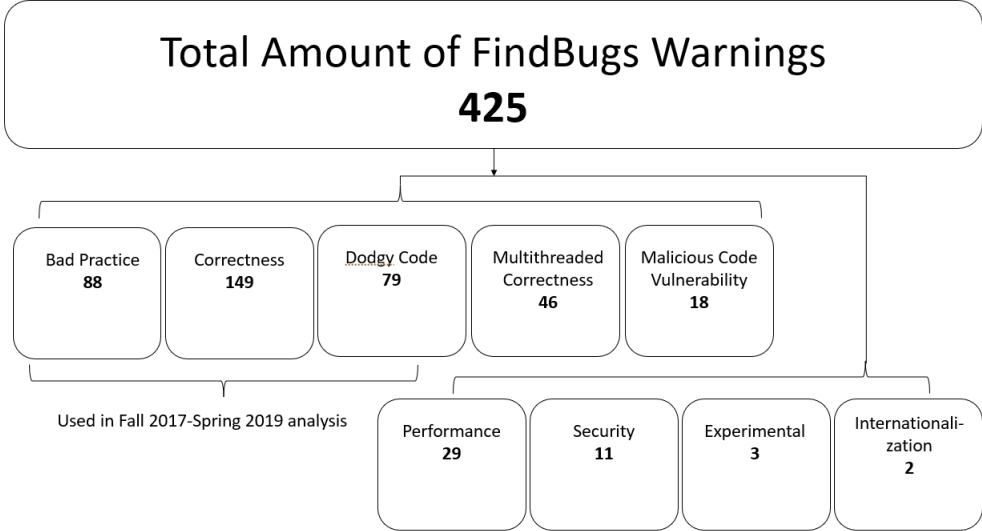 Total Amount of FindBugs Warnings
425
Bad Practice
88
Correctness
149
Dodgy Code
79
Multithreaded
Correctness
46
Malicious Code
Vulnerability
18
Used in Fall 2017-Spring 2019 analysis
Performance
29
Security
11
Experimental
3
Internationali-
zation
2